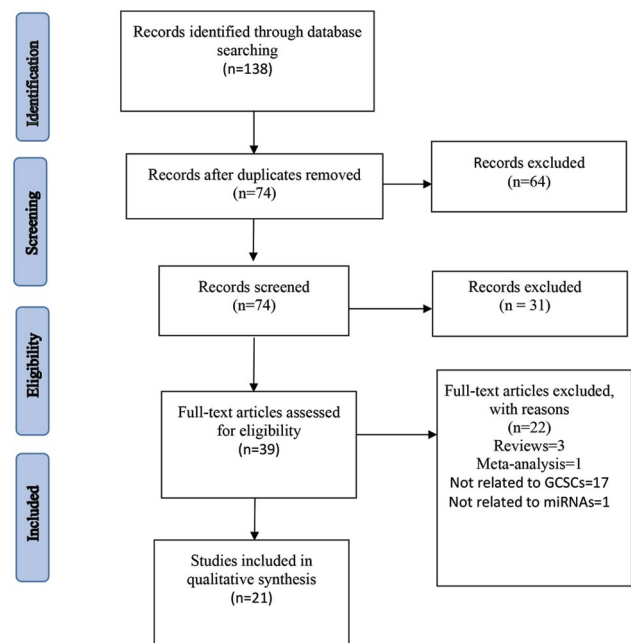 Identification
Records identified through database
searching
(n=138)
Records after duplicates removed
(n=74)
Records excluded
(n=64)
Screening
Records screened
(n=74)
Records excluded
(n = 31)
Eligibility
Full-text articles assessed
for eligibility
(n=39)
Full-text articles excluded,
with reasons
(n=22)
Reviews=3
Meta-analysis=1
Not related to GCSCs=17
Not related to miRNAs=1
Included
Studies included in
qualitative synthesis
(n=21)